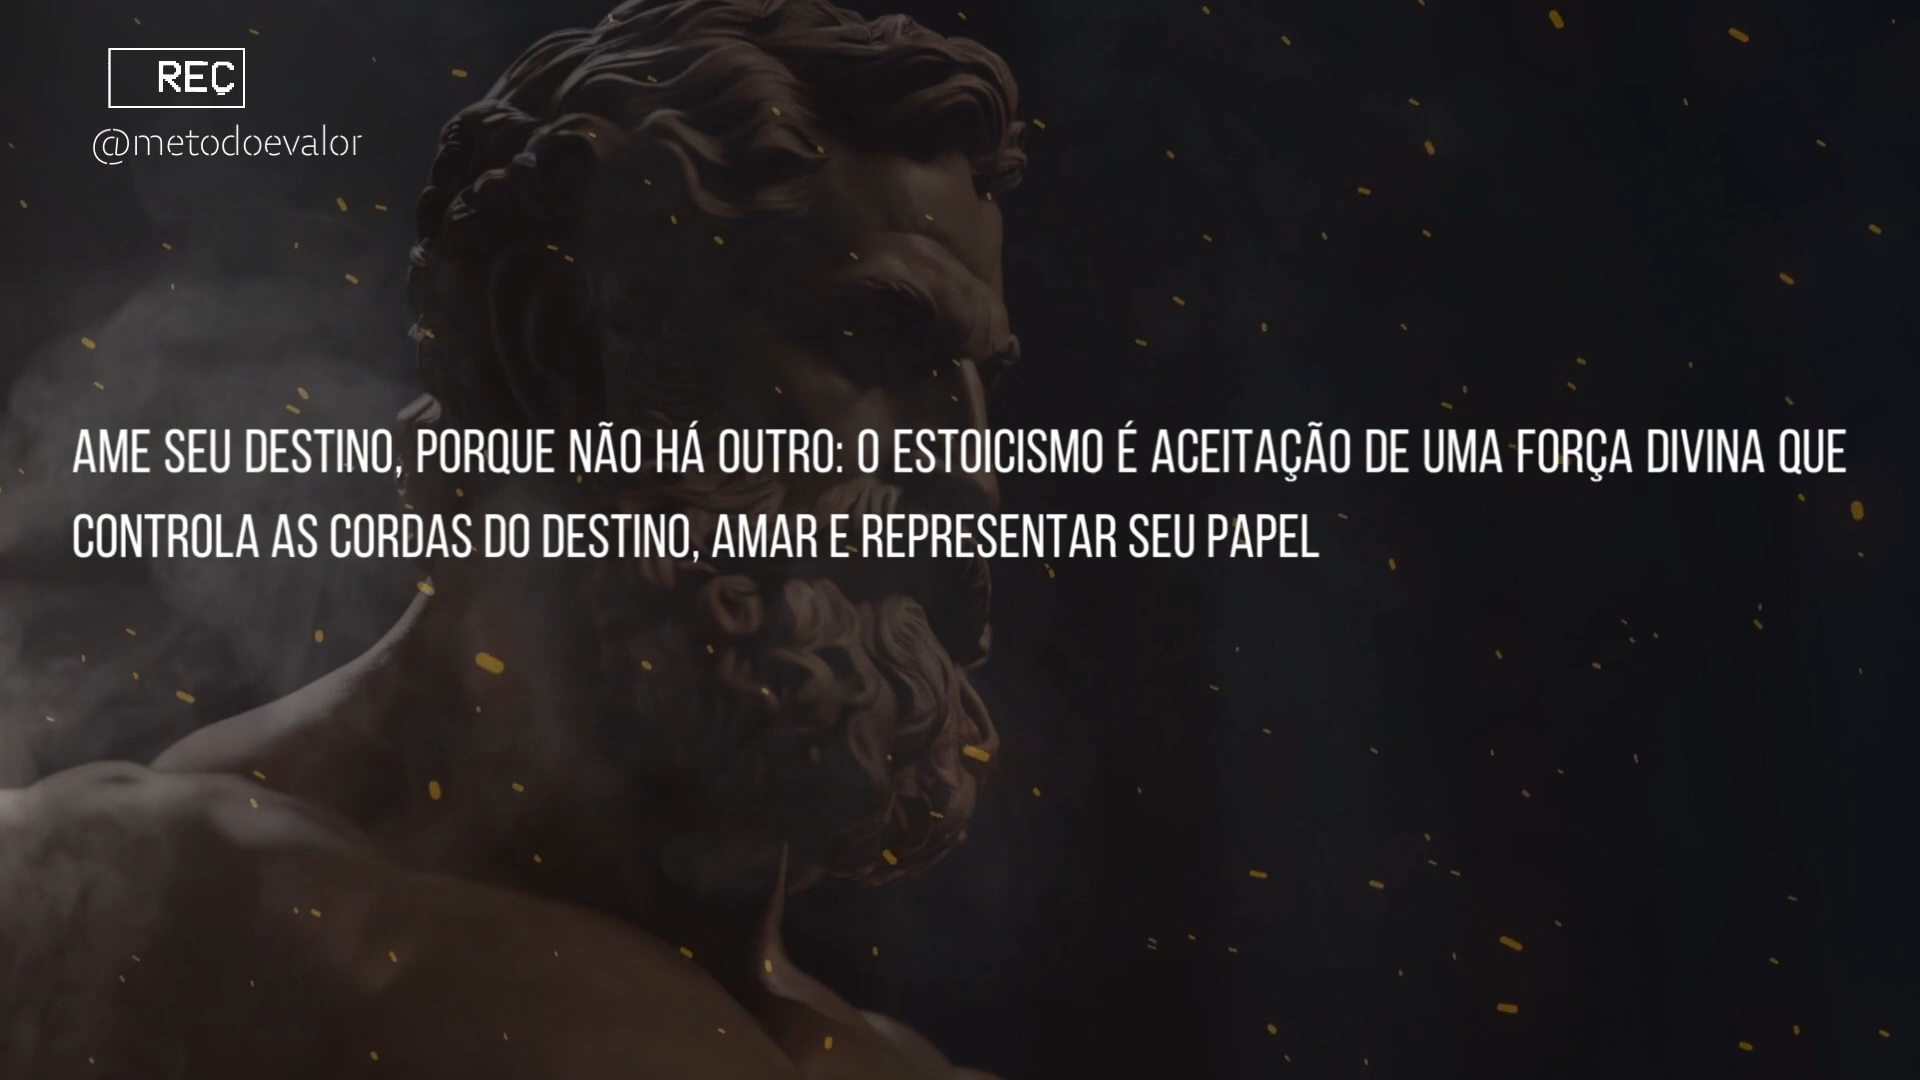 REC
@metodoevalor
AME SEU DESTINO, PORQUE NÃO HÁ OUTRO: O ESTOICISMO É ACEITAÇÃO DE UMA FORÇA DIVINA QUE
CONTROLA AS CORDAS DO DESTINO, AMAR E REPRESENTAR SEU PAPEL